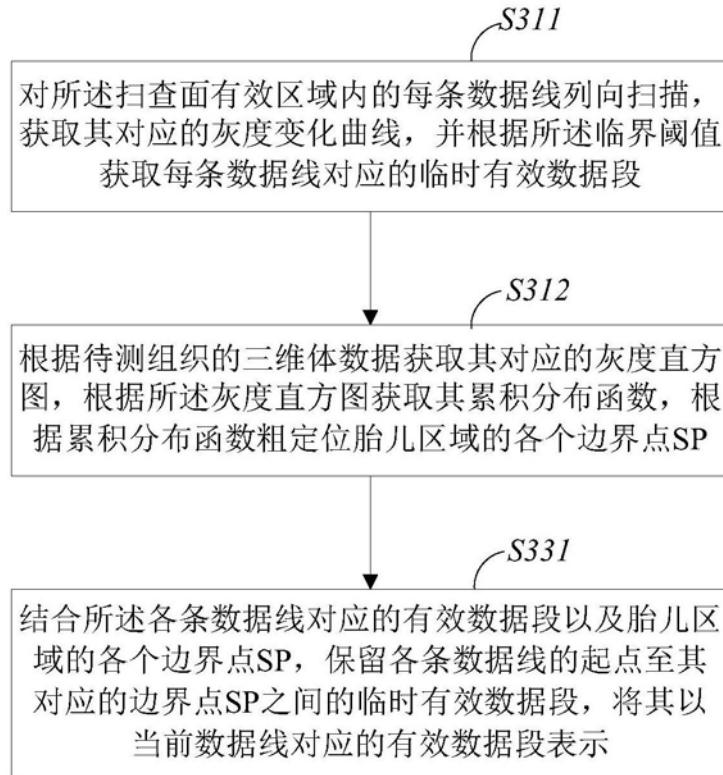 S311
对所述扫查面有效区域内的每条数据线列向扫描，
获取其对应的灰度变化曲线，并根据所述临界阈值
获取每条数据线对应的临时有效数据段
S312
根据待测组织的三维体数据获取其对应的灰度直方
图，根据所述灰度直方图获取其累积分布函数，根
据累积分布函数粗定位胎儿区域的各个边界点SP
S331
结合所述各条数据线对应的有效数据段以及胎儿区
域的各个边界点SP，保留各条数据线的起点至其
对应的边界点SP之间的临时有效数据段，将其以
当前数据线对应的有效数据段表示